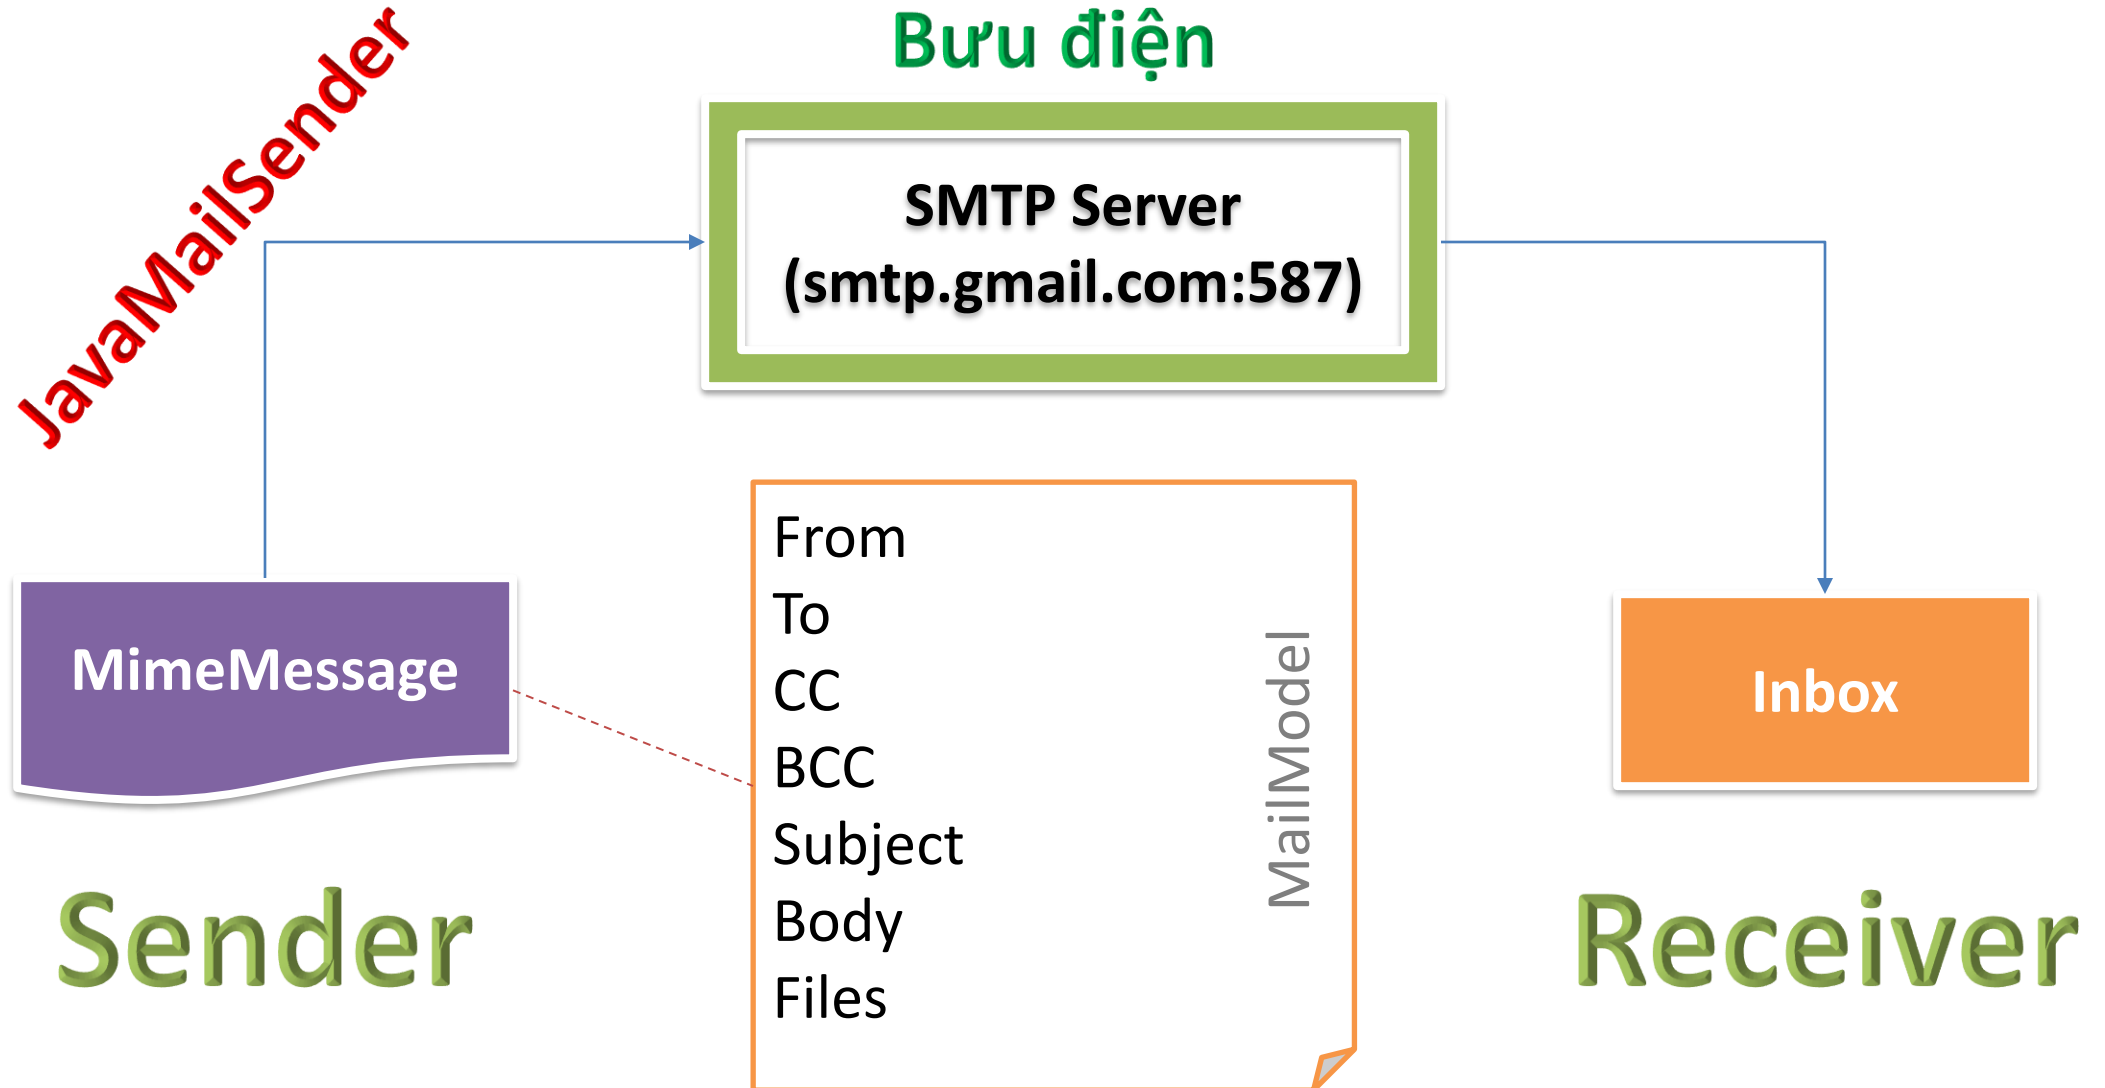 Bưu điện
JavaMailSender
SMTP Server
(smtp.gmail.com:587)
MimeMessage
From
To
CC
BCC
Subject
Body
Files
MailModel
Inbox
Sender
Receiver